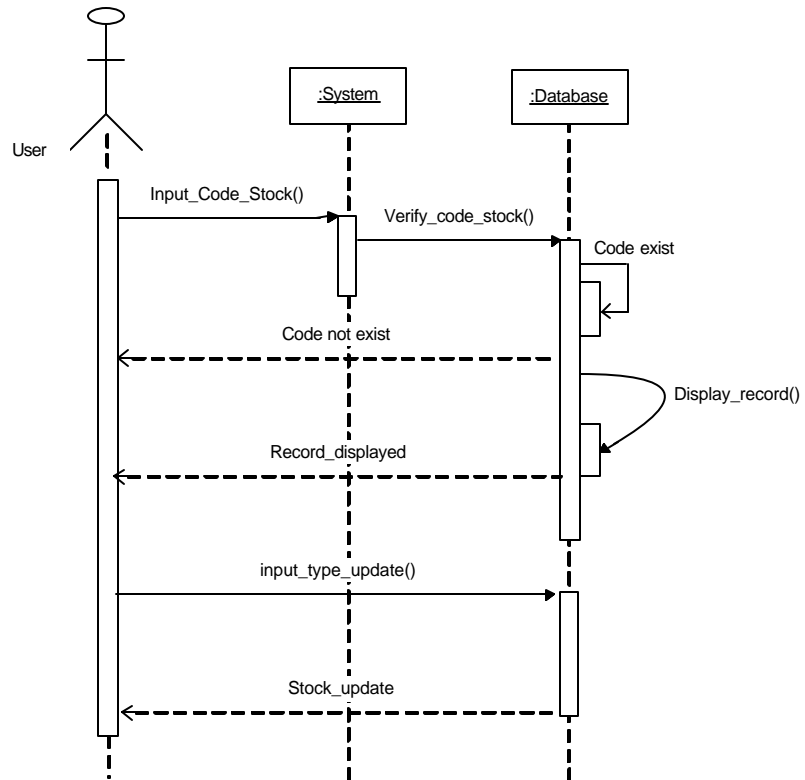 :System
:Database
User
Input_Code_Stock()
Verify_code_stock()
Code exist
Code not exist
Display_record()
Record_displayed
input_type_update()
Stock_update